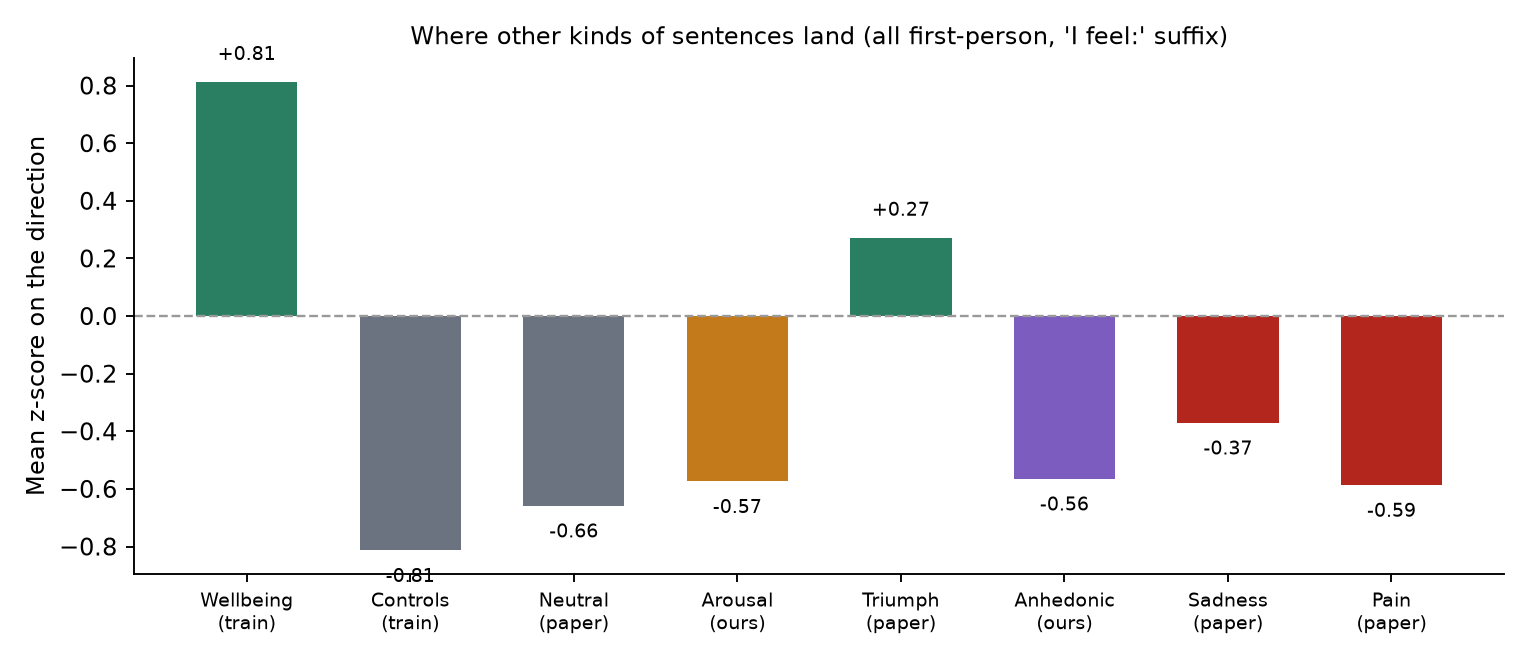 Where other kinds of sentences land (all first-person, 'I feel:' suffix)
Mean z-score on the direction
0.8
0.6
0.4
0.2
0.0
−0.2
−0.4
−0.6
−0.8
+0.81
-0.81
-0.66
-0.57
+0.27
-0.56
-0.37
-0.59
Wellbeing
(train)
Controls
(train)
Neutral
(paper)
Arousal
(ours)
Triumph
(paper)
Anhedonic
(ours)
Sadness
(paper)
Pain
(paper)